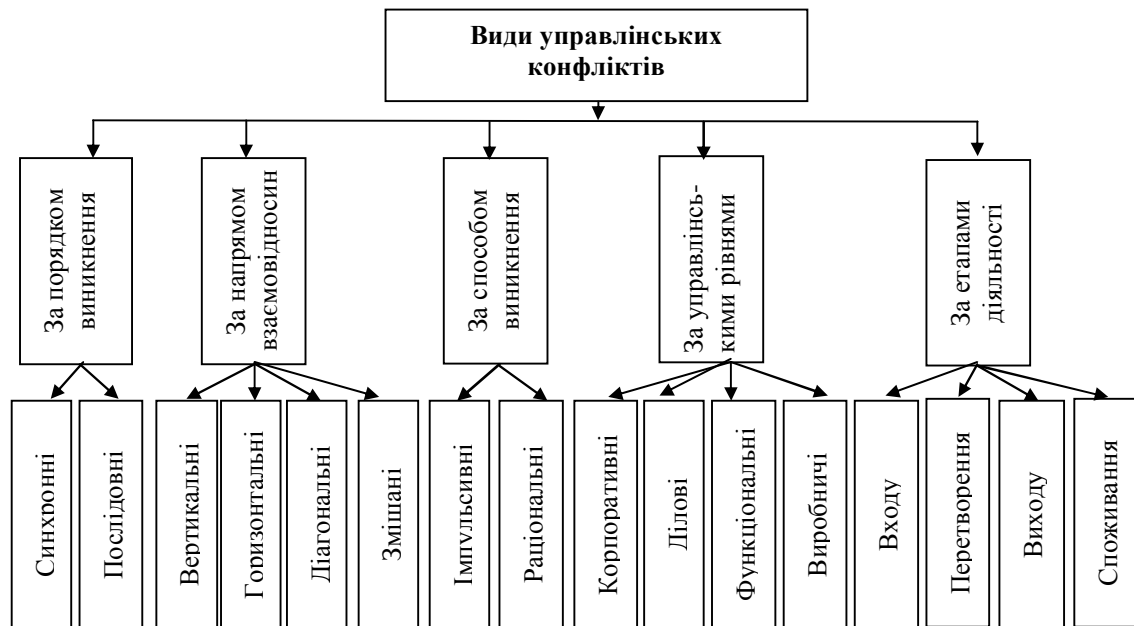 Види управлінських
конфліктів
За порядком
виникнення
За напрямом
взаємовідносин
За способом
виникнення
За управлінсь-
кими рівнями
За етапами
діяльності
Синхронні
Послідовні
Вертикальні
Горизонтальні
Діагональні
Змішані
Імпульсивні
Раціональні
Корпоративні
Ділові
Функціональні
Виробничі
Входу
Перетворення
Виходу
Споживання